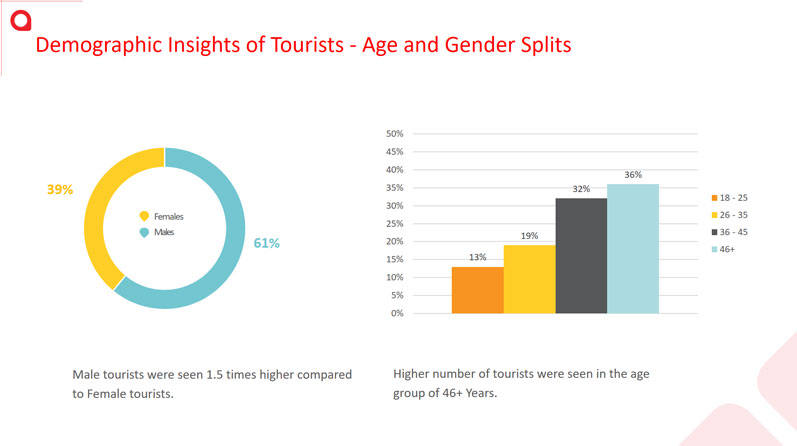 Demographic Insights of Tourists - Age and Gender Splits
39%
Females
Males
61%
Male tourists were seen 1.5 times higher compared
to Female tourists.
50%
45%
40%
35%
30%
25%
20%
15%
10%
5%
0%
13%
19%
32%
36%
18 - 25
26 - 35
36 - 45
46+
Higher number of tourists were seen in the age
group of 46+ Years.